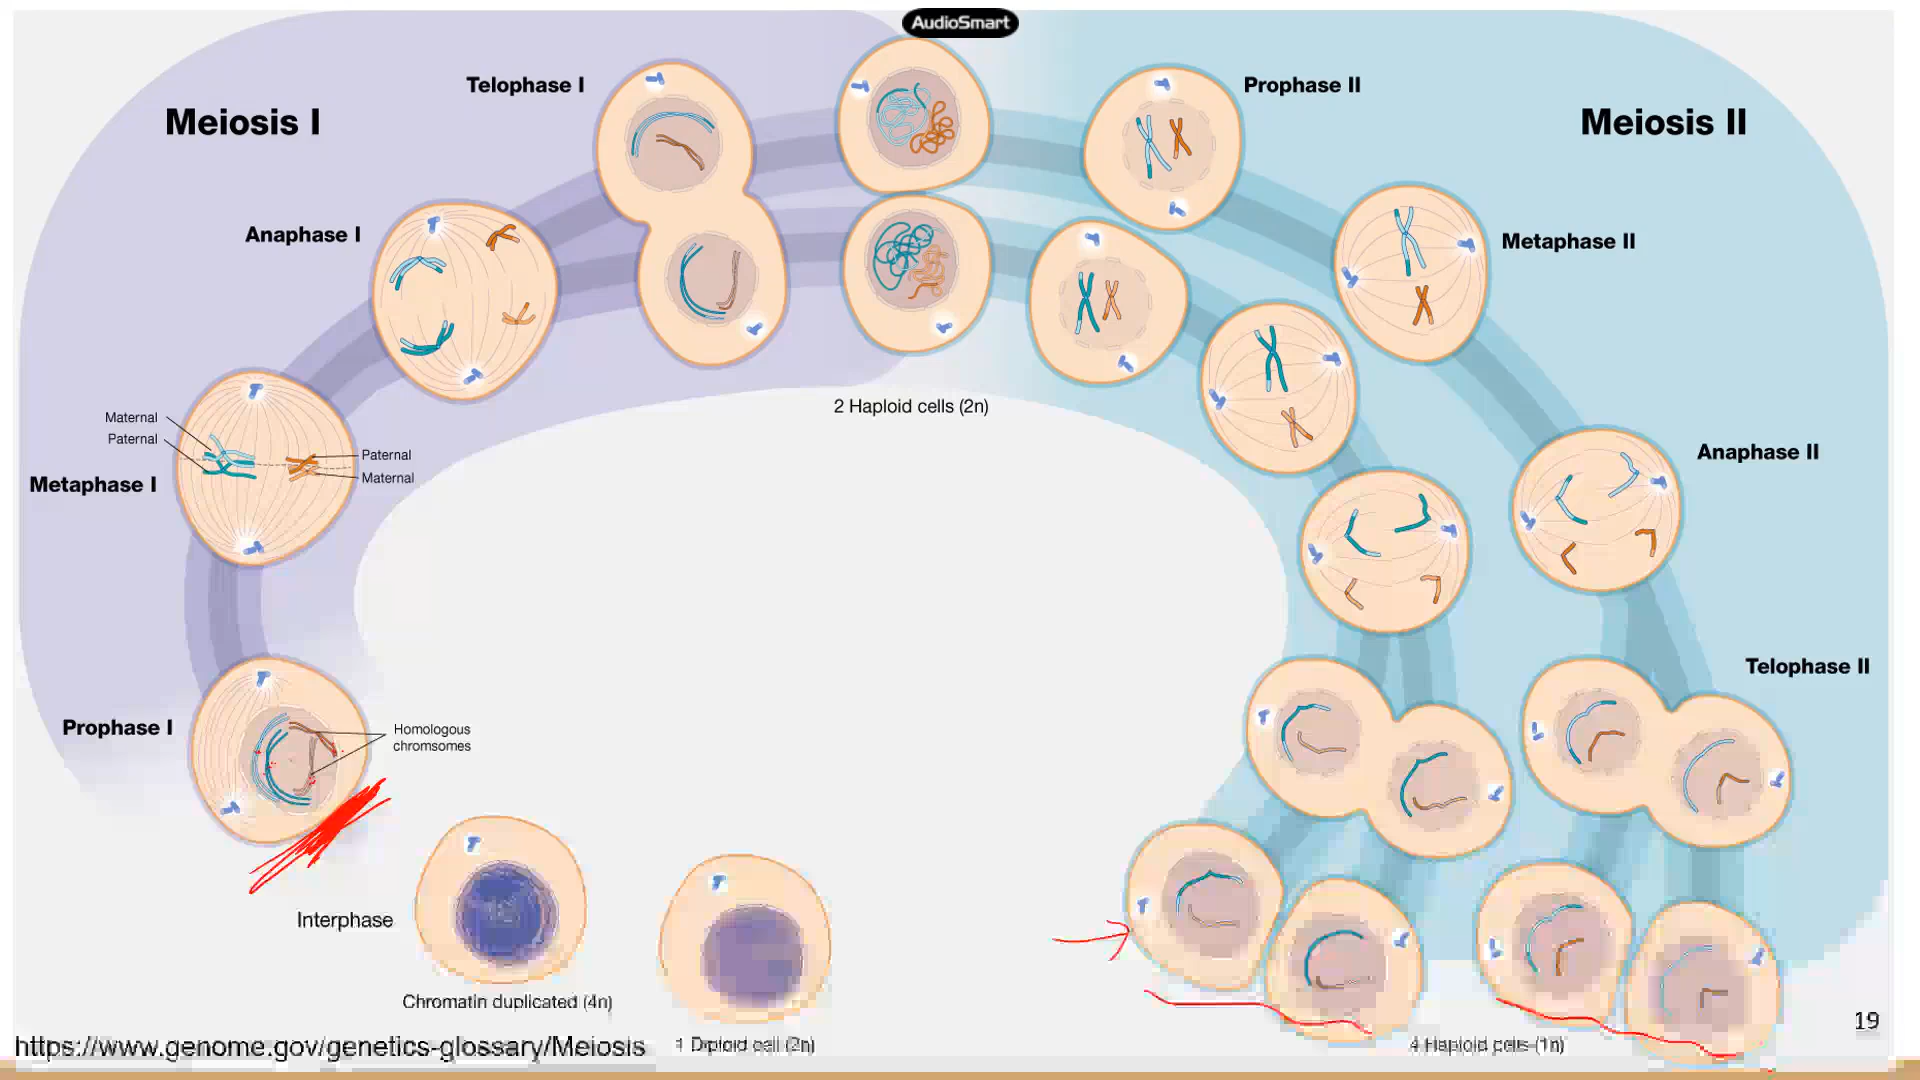 AudioSmart
Meiosis I
Meiosis II
Telophase I
Prophase II
Anaphase I
Metaphase II
Maternal
Paternal
Paternal
Maternal
Metaphase I
2 Haploid cells (2n)
Anaphase II
Telophase II
Prophase I
Homologous
chromsomes
Interphase
Chromatin duplicated (4n)
1 Diploid cell (2n)
4 Haploid cells (1n)
19
https://www.genome.gov/genetics-glossary/Meiosis